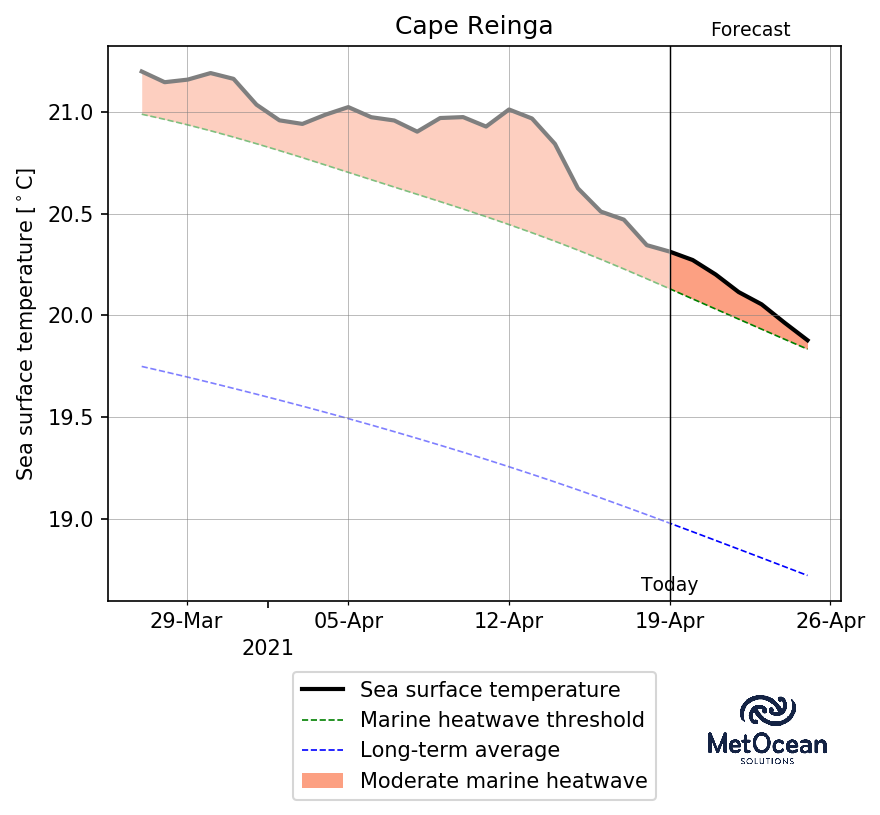 Cape Reinga
Forecast
Sea surface temperature [°C]
21.0
20.5
20.0
19.5
19.0
Today
29-Mar 05-Apr 12-Apr 19-Apr 26-Apr
2021
Sea surface temperature
Marine heatwave threshold
Long-term average
Moderate marine heatwave
MetOcean
SOLUTIONS